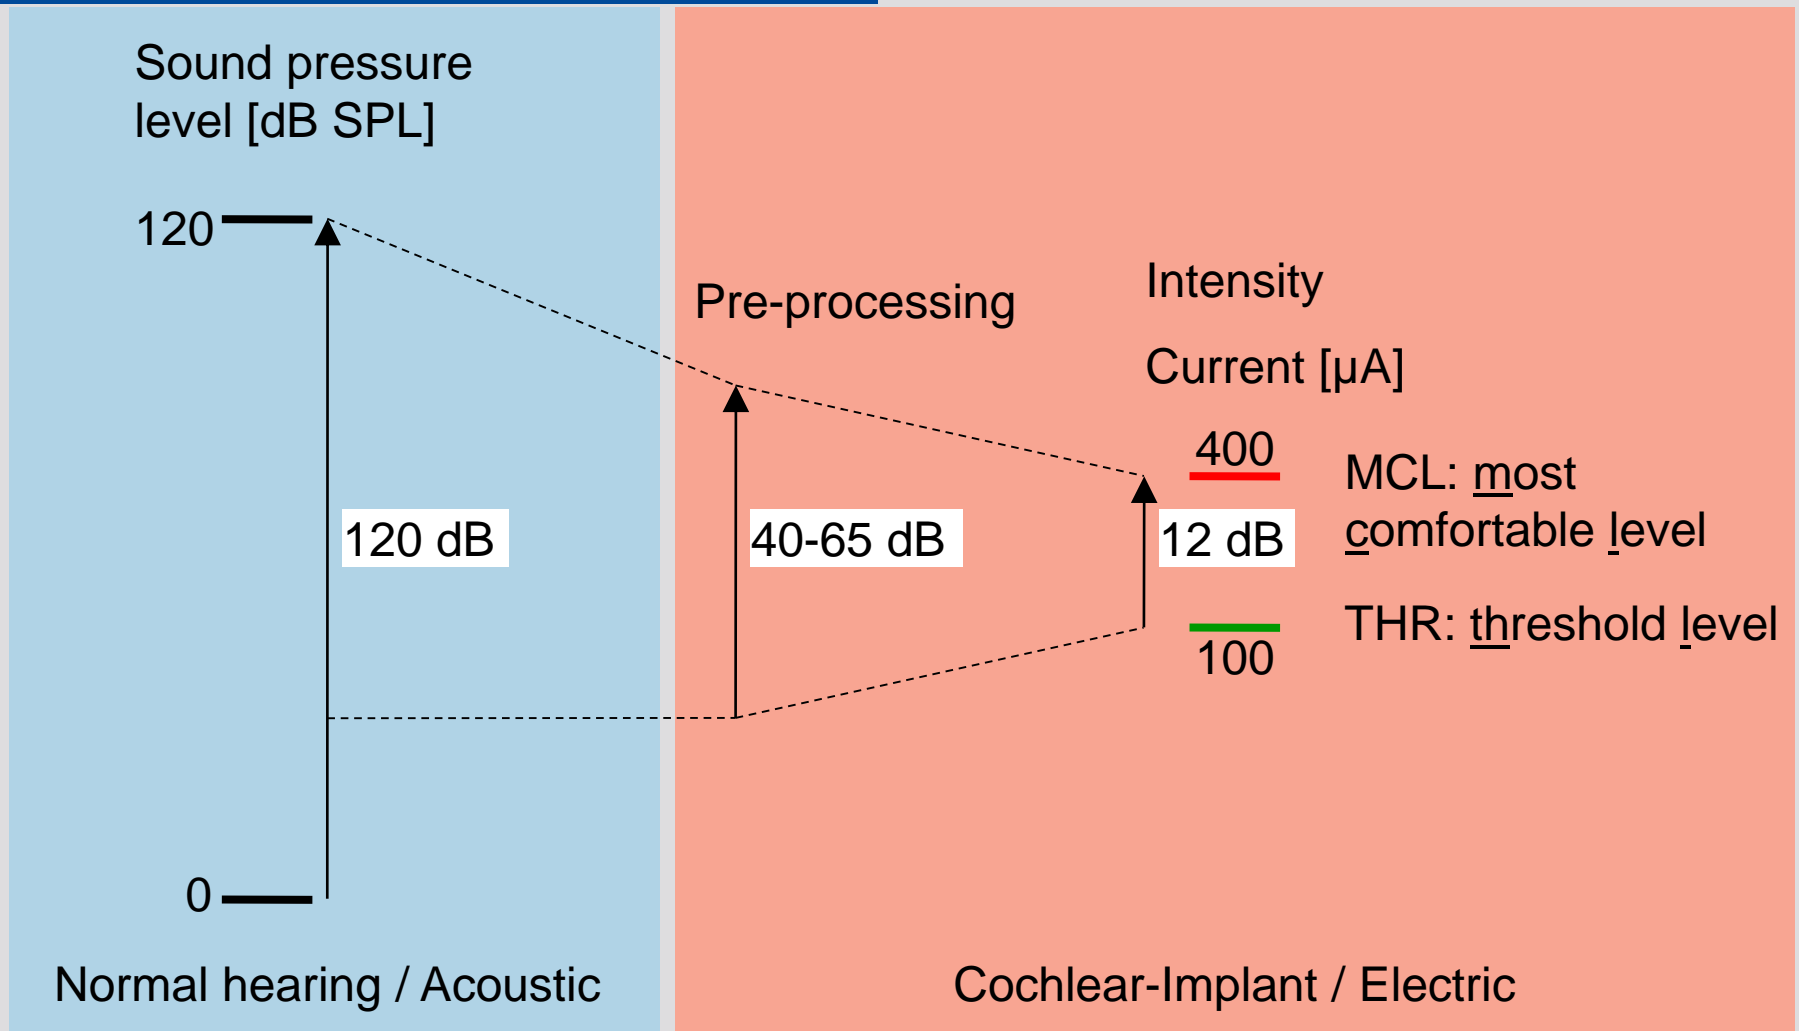 Sound pressure
level [dB SPL]
120
Pre-processing
Intensity
Current [µA]
400
MCL: most
comfortable level
120 dB
40-65 dB
12 dB
THR: threshold level
100
0
Normal hearing / Acoustic
Cochlear-Implant / Electric